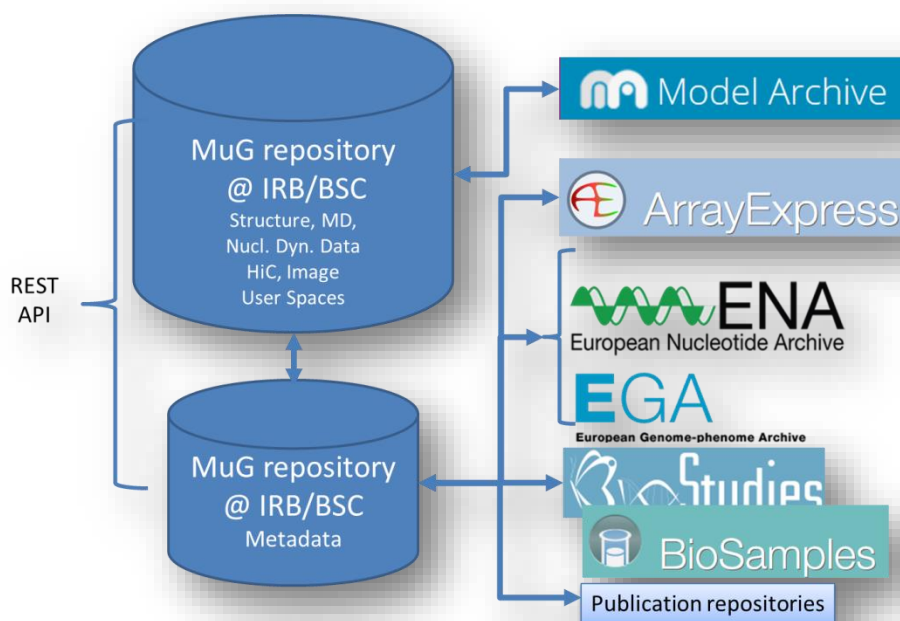 MuG repository
@ IRB/BSC
Structure, MD,
Nucl. Dyn. Data
HiC, Image
User Spaces
REST
API
MuG repository
@ IRB/BSC
Metadata
Model Archive
ArrayExpress
ENA
European Nucleotide Archive
EGA
European Genome-phenome Archive
BioStudies
BioSamples
Publication repositories